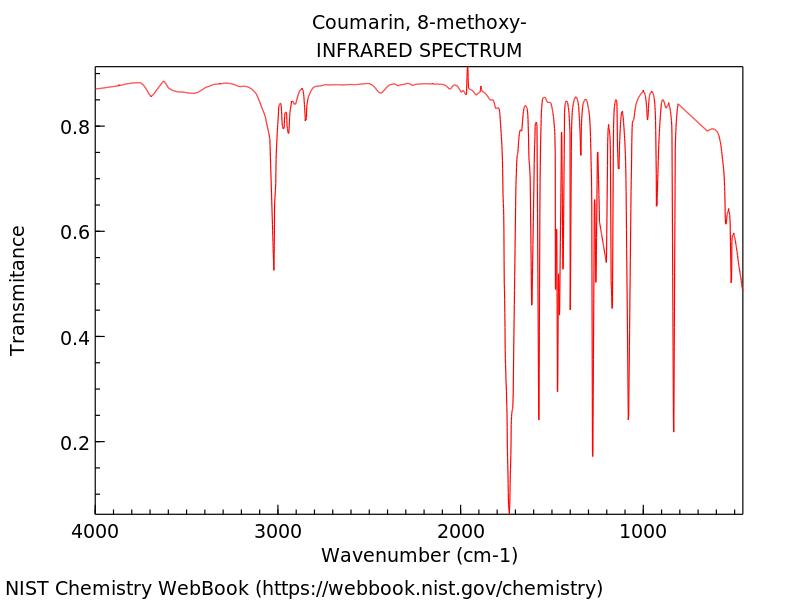 Coumarin, 8-methoxy-
INFRARED SPECTRUM
0.8
0.6
0.4
0.2
Transmitance
4000 3000 2000 1000
Wavenumber (cm-1)
NIST Chemistry WebBook (https://webbook.nist.gov/chemistry)